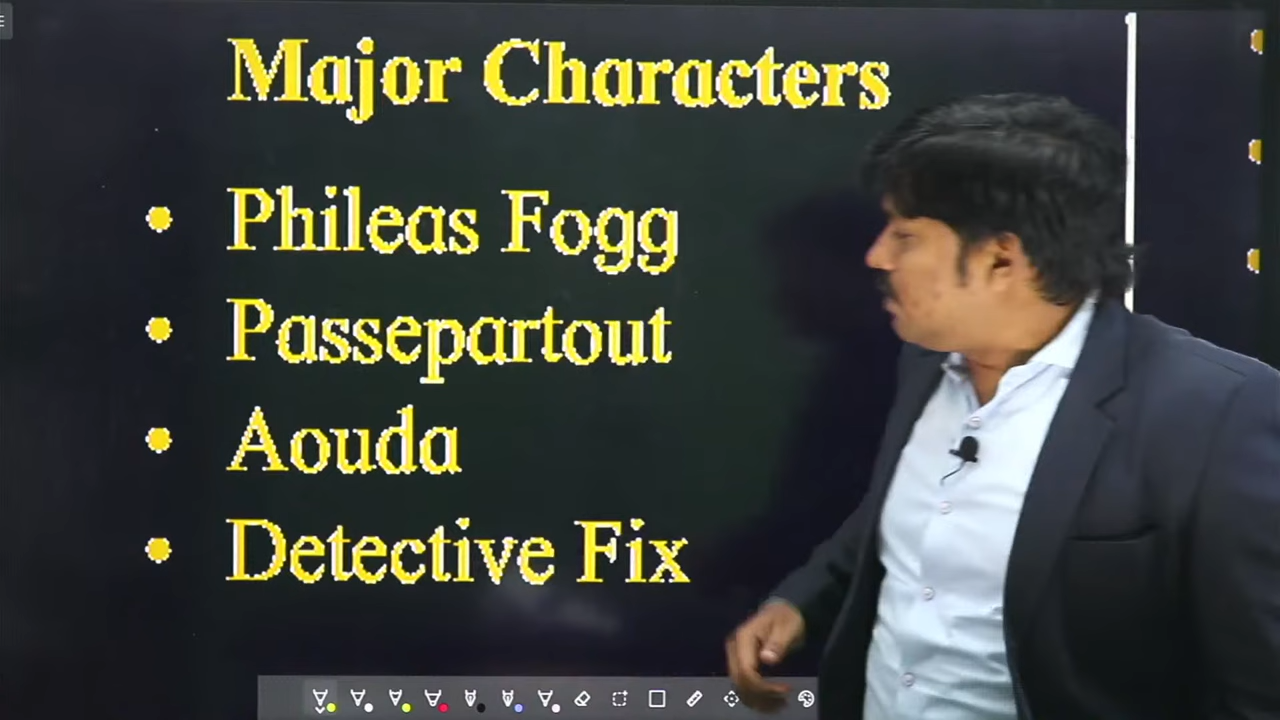 Major Characters
• Phileas Fogg
• Passepartout
• Aouda
• Detective Fix